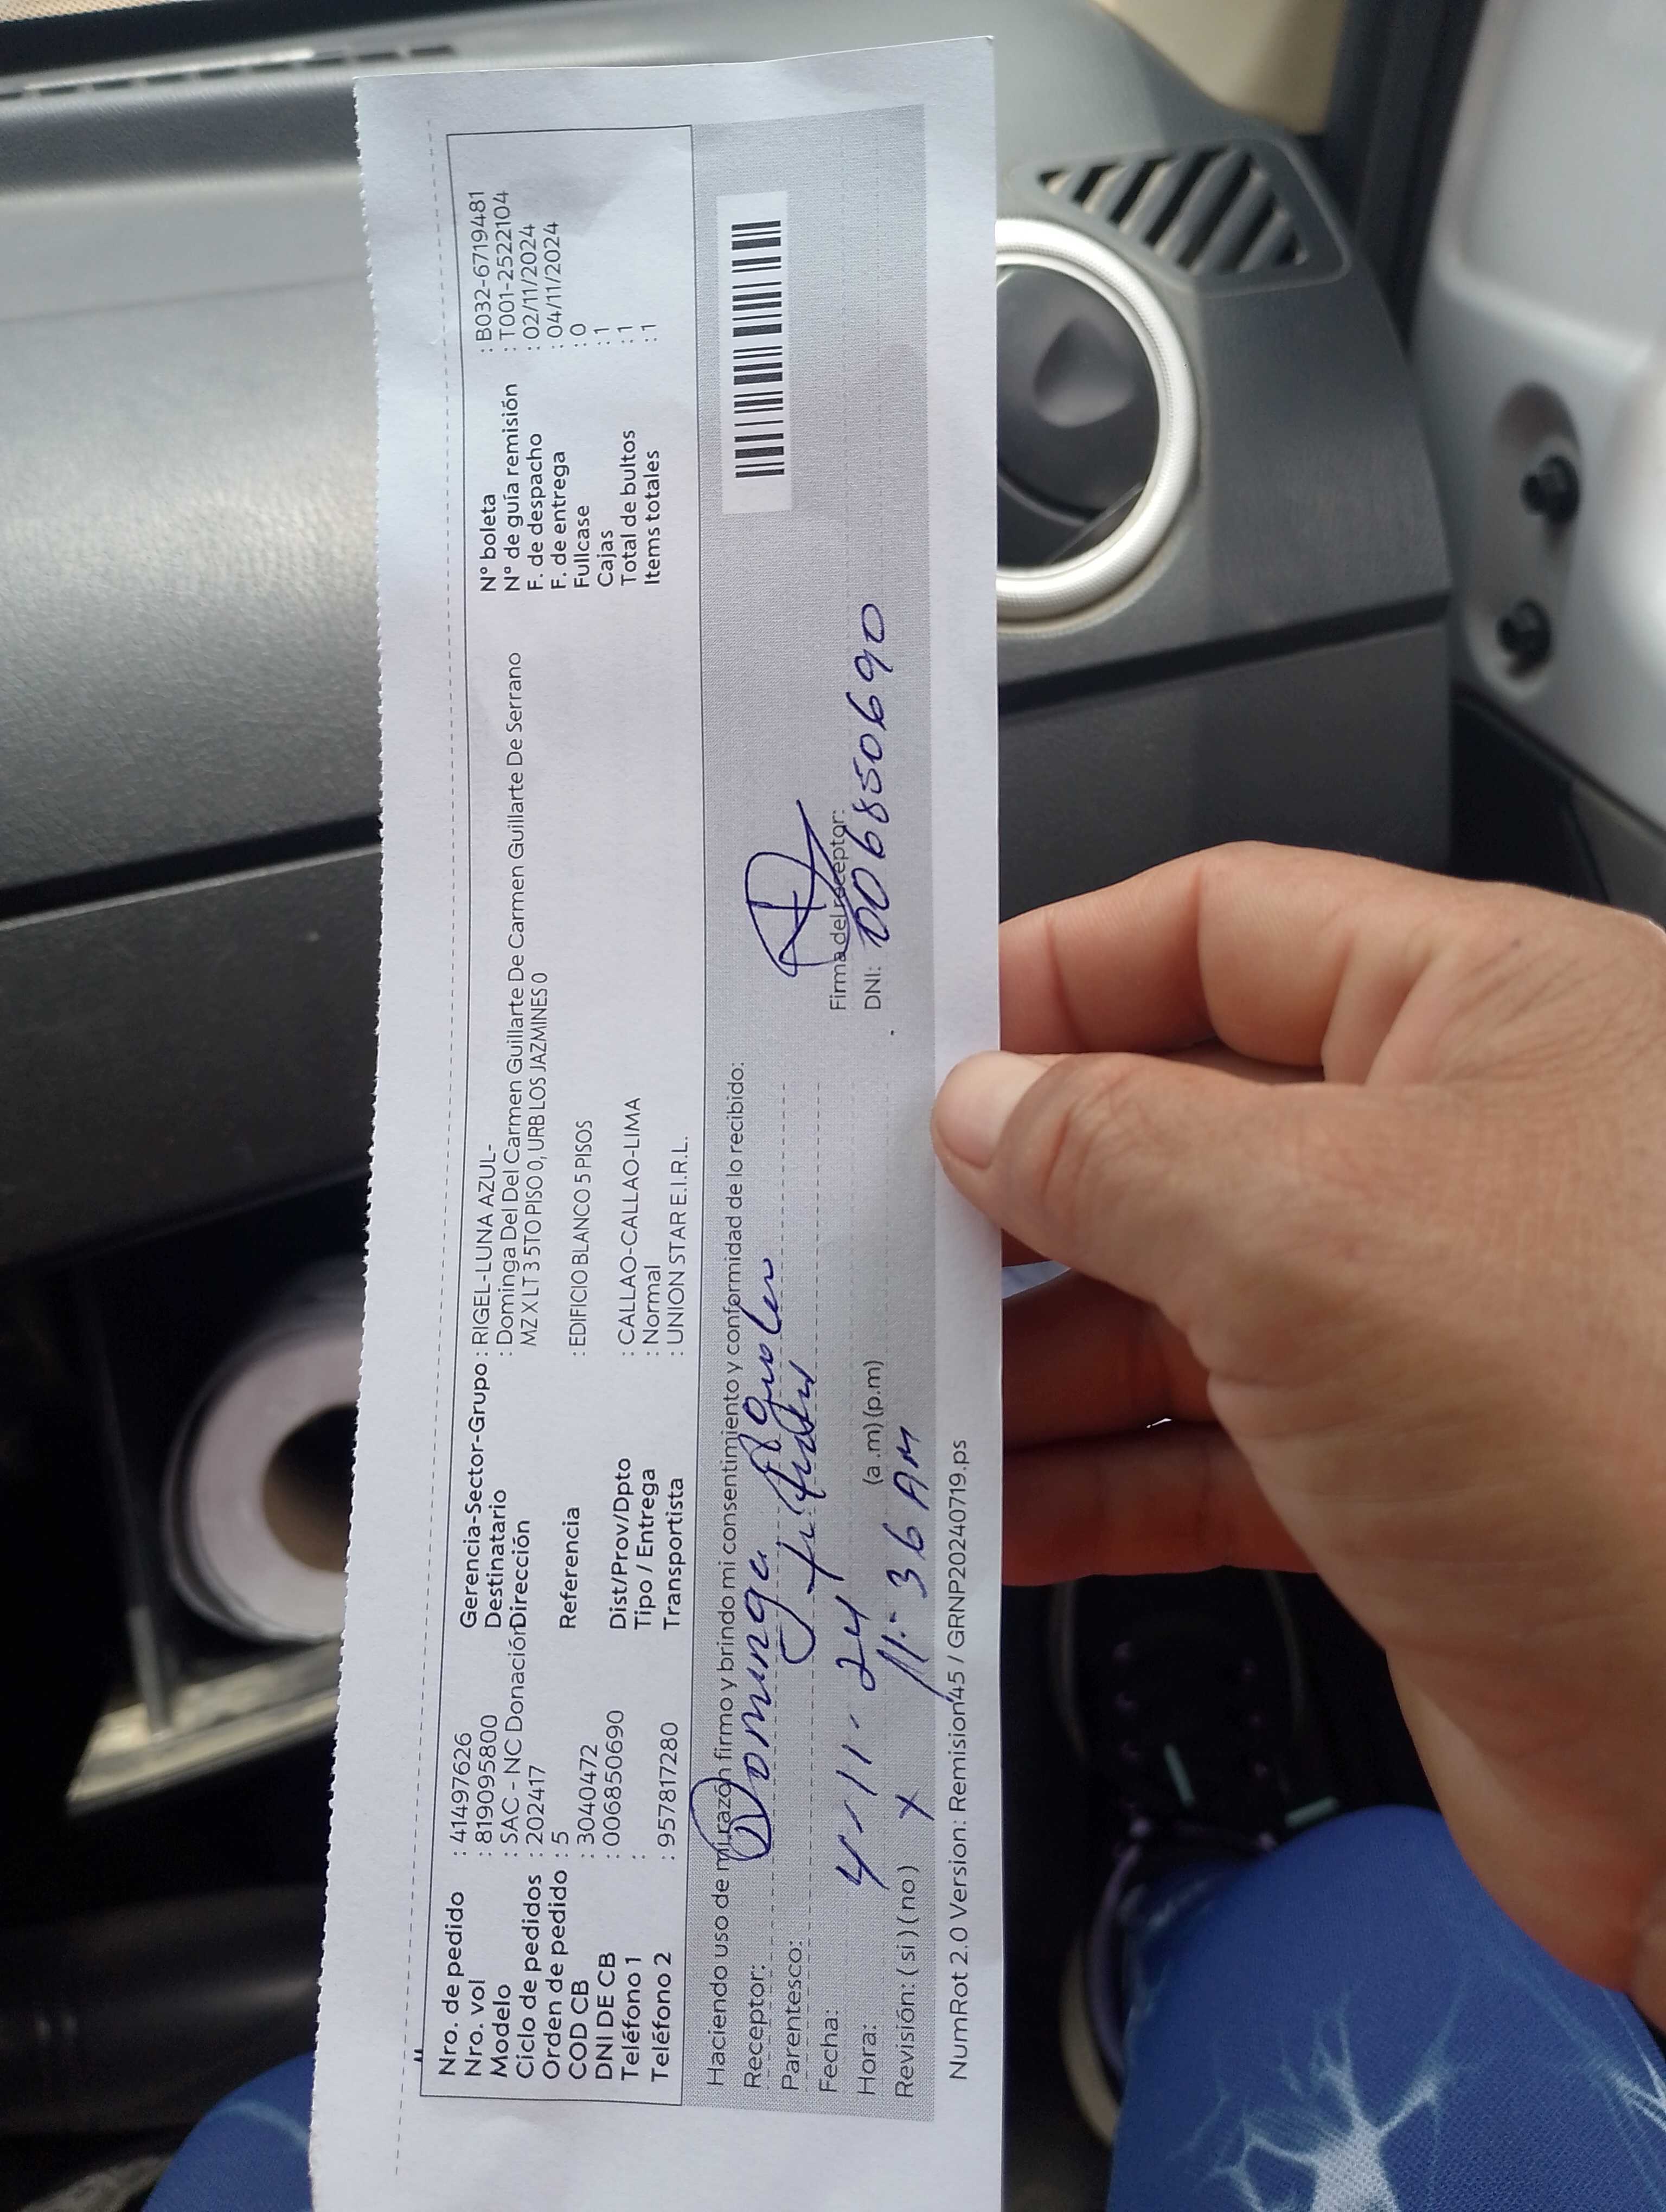 Nro. de pedido : 41497626
Nro. vol : 819095800
Modelo : SAC - NC Donación
Ciclo de pedidos : 202417
Orden de pedido : 5
COD CB : 3040472
DNI DE CB : 006850690
Teléfono 1 :
Teléfono 2 : 957817280
Gerencia-Sector-Grupo : RIGEL-LUNA AZUL-
Destinatario : Dominga Del Del Carmen Guillarte De Carmen Guillarte De Serrano
Dirección MZ X LT 3 5TO PISO 0, URB LOS JAZMINES 0
Referencia : EDIFICIO BLANCO 5 PISOS
Dist/Prov/Dpto : CALLAO-CALLAO-LIMA
Tipo / Entrega : Normal
Transportista : UNION STAR E.I.R.L.
N° boleta : B032-6719481
N° de guía remisión : T001-2522104
F. de despacho : 02/11/2024
F. de entrega : 04/11/2024
Fullcase : 0
Cajas : 1
Total de bultos : 1
Items totales : 1
Haciendo uso de mi razón firmo y brindo mi consentimiento y conformidad de lo recibido:
Receptor: Dominga
Parentesco:
Fecha: 4-11-24
Hora: (a.m) (p.m)
11:36 AM
Revisión: (si) (no) X
Firma del receptor:
DNI: 006850690
NumRot 2.0 Version: Remision45 / GRNP20240719.ps